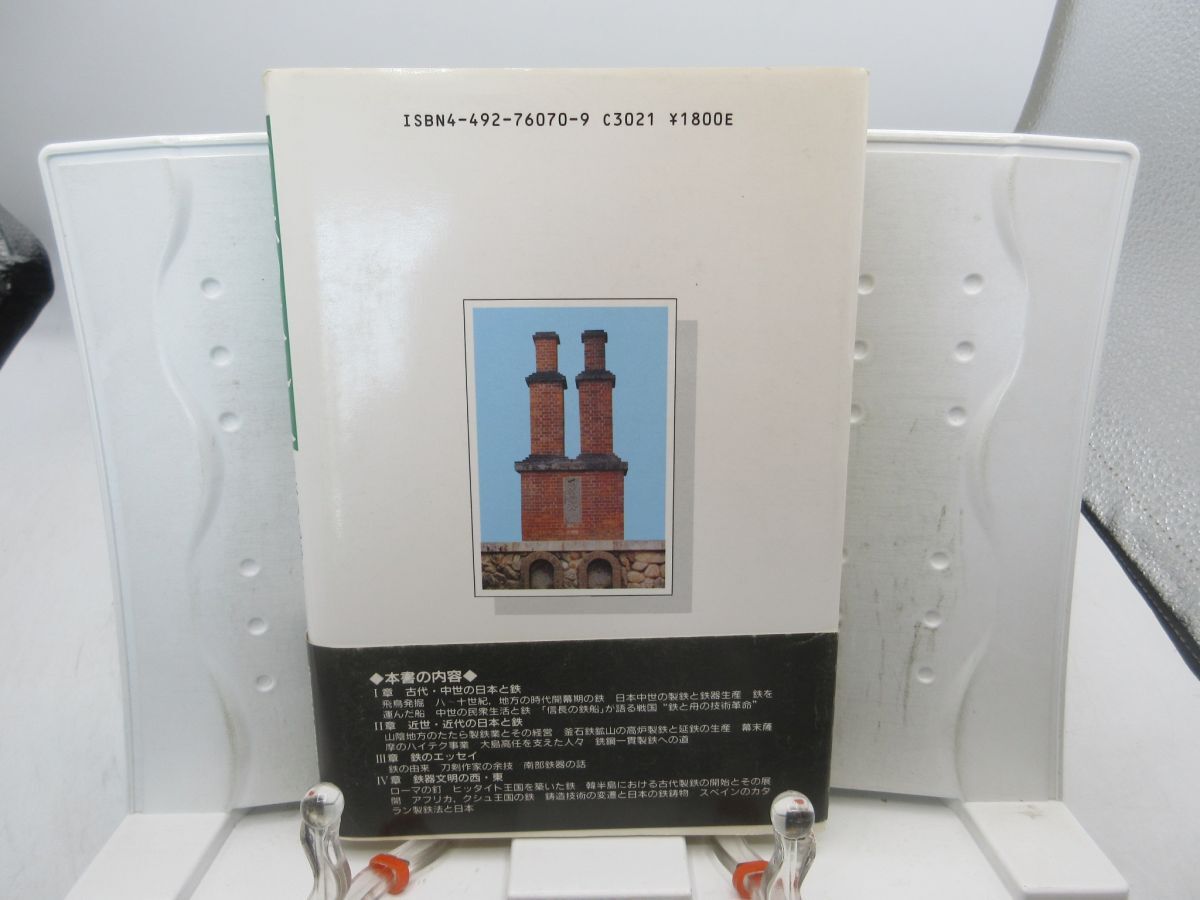 ISBN4-492-76070-9 C3021 ¥1800E
◆本書の内容◆
Ⅰ章 古代・中世の日本と鉄
飛鳥発掘 八―十世紀，地方の時代開幕期の鉄 日本中世の製鉄と鉄器生産 鉄を
運んだ船 中世の民衆生活と鉄 「信長の鉄船」が語る戦国“鉄と舟の技術革命”
Ⅱ章 近世・近代の日本と鉄
山陰地方のたたら製鉄業とその経営 釜石鉄鉱山の高炉製鉄と延鉄の生産 幕末薩
摩のハイテク事業 大島高任を支えた人々 銑鋼一貫製鉄への道
Ⅲ章 鉄のエッセイ
鉄の由来 刀剣作家の余技 南部鉄器の話
Ⅳ章 鉄器文明の西・東
ローマの釘 ヒッタイト王国を築いた鉄 韓半島における古代製鉄の開始とその展
開 アフリカ，クシュ王国の鉄 鋳造技術の変遷と日本の鉄鋳物 スペインのカタ
ラン製鉄法と日本